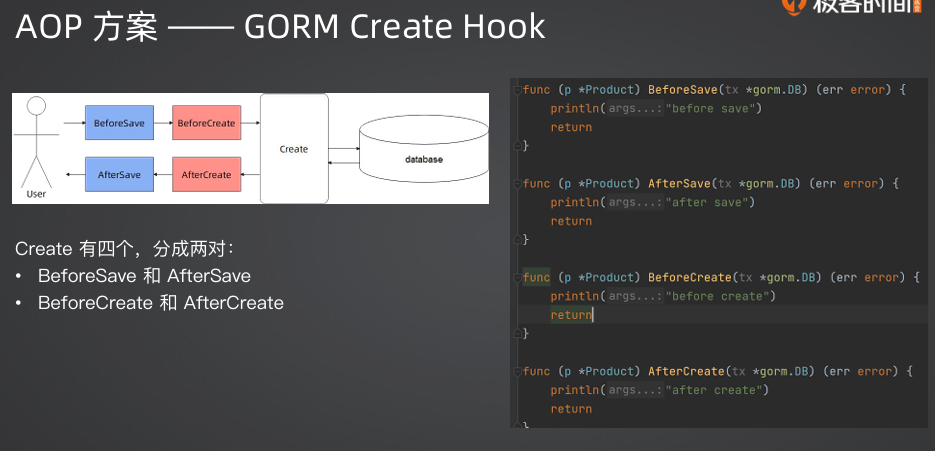 AOP 方案 —— GORM Create Hook
极客时间
BeforeSave
BeforeCreate
Create
database
AfterSave
AfterCreate
User
Create 有四个，分成两对：
• BeforeSave 和 AfterSave
• BeforeCreate 和 AfterCreate
func (p *Product) BeforeSave(tx *gorm.DB) (err error) {
println( args...: "before save")
return
}
func (p *Product) AfterSave(tx *gorm.DB) (err error) {
println( args...: "after save")
return
}
func (p *Product) BeforeCreate(tx *gorm.DB) (err error) {
println( args...: "before create")
return
}
func (p *Product) AfterCreate(tx *gorm.DB) (err error) {
println( args...: "after create")
return
}